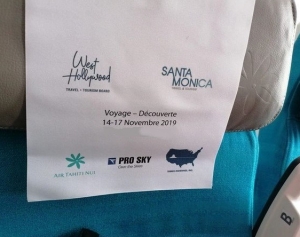 West
Hollywood
TRAVEL + TOURISM BOARD
SANTA
MONICA
Voyage – Découverte
14-17 Novembre 2019
AIR TAHITI NUI
PRO SKY
B